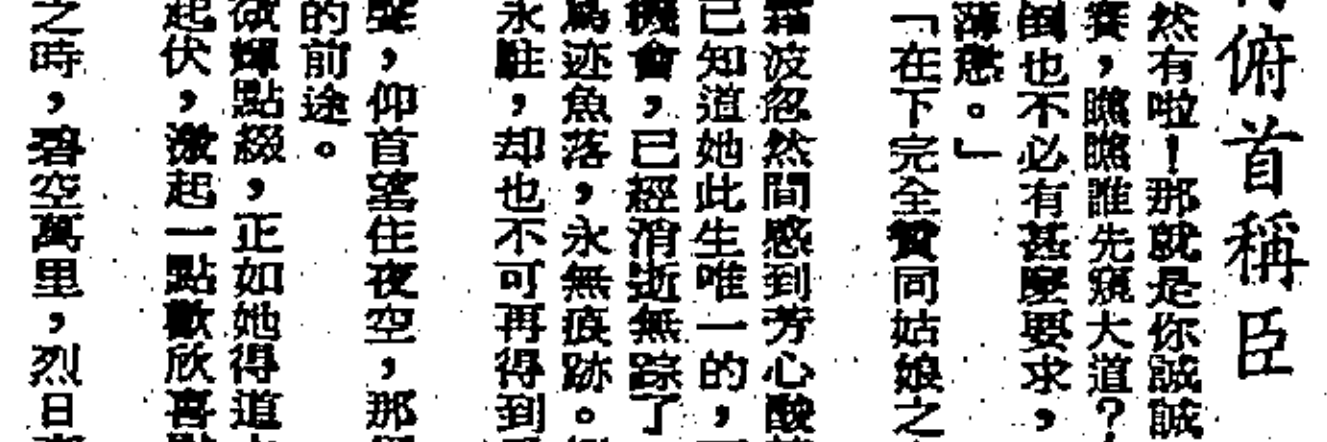 俯首稱臣
然有啦！那就是你誠誠
賽，瞧瞧誰先窺大道？
倒也不必有甚麼要求，
薄懲。」
「在下完全贊同姑娘之
霜波忽然間感到芳心酸
已知道她此生唯一的，
機會，已經消逝無踪了
鳥迹魚落，永無痕跡。
永駐，却也不可再得到
聲，仰首望住夜空，那
的前途。
波輝點綴，正如她得道
起伏，激起一點歡欣喜
之時，碧空萬里，烈日